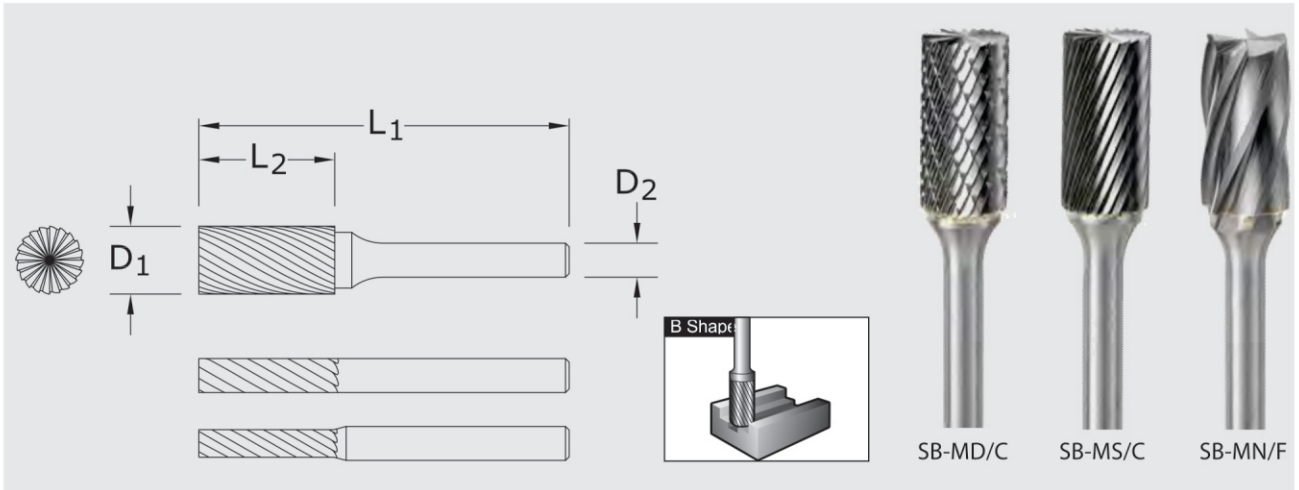 L1
L2
D2
D1
B Shape
SB-MD/C
SB-MS/C
SB-MN/F